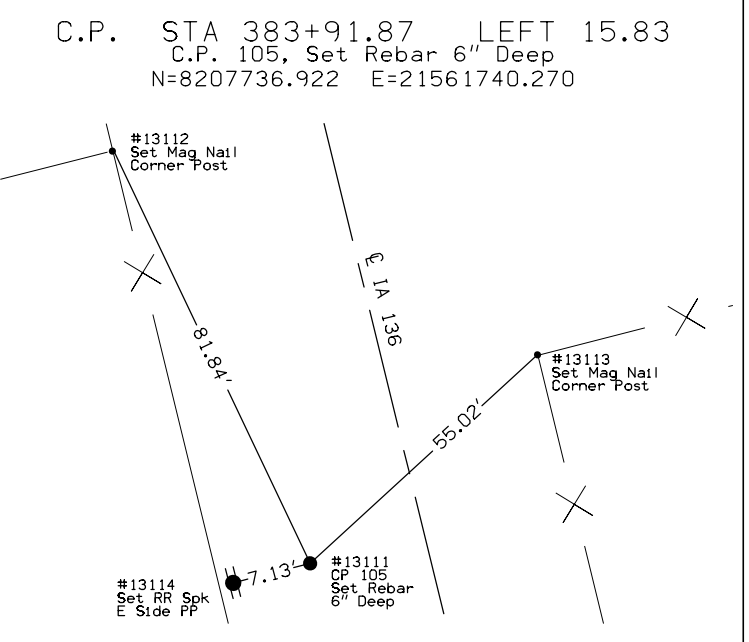 C.P. STA 383+91.87 LEFT 15.83
C.P. 105, Set Rebar 6" Deep
N=8207736.922 E=21561740.270
#13112
Set Mag Nail
Corner Post
℄ IA 136
81.84'
#13113
Set Mag Nail
Corner Post
55.02'
7.13'
#13111
CP 105
Set Rebar
6" Deep
#13114
Set RR Spk
E Side PP